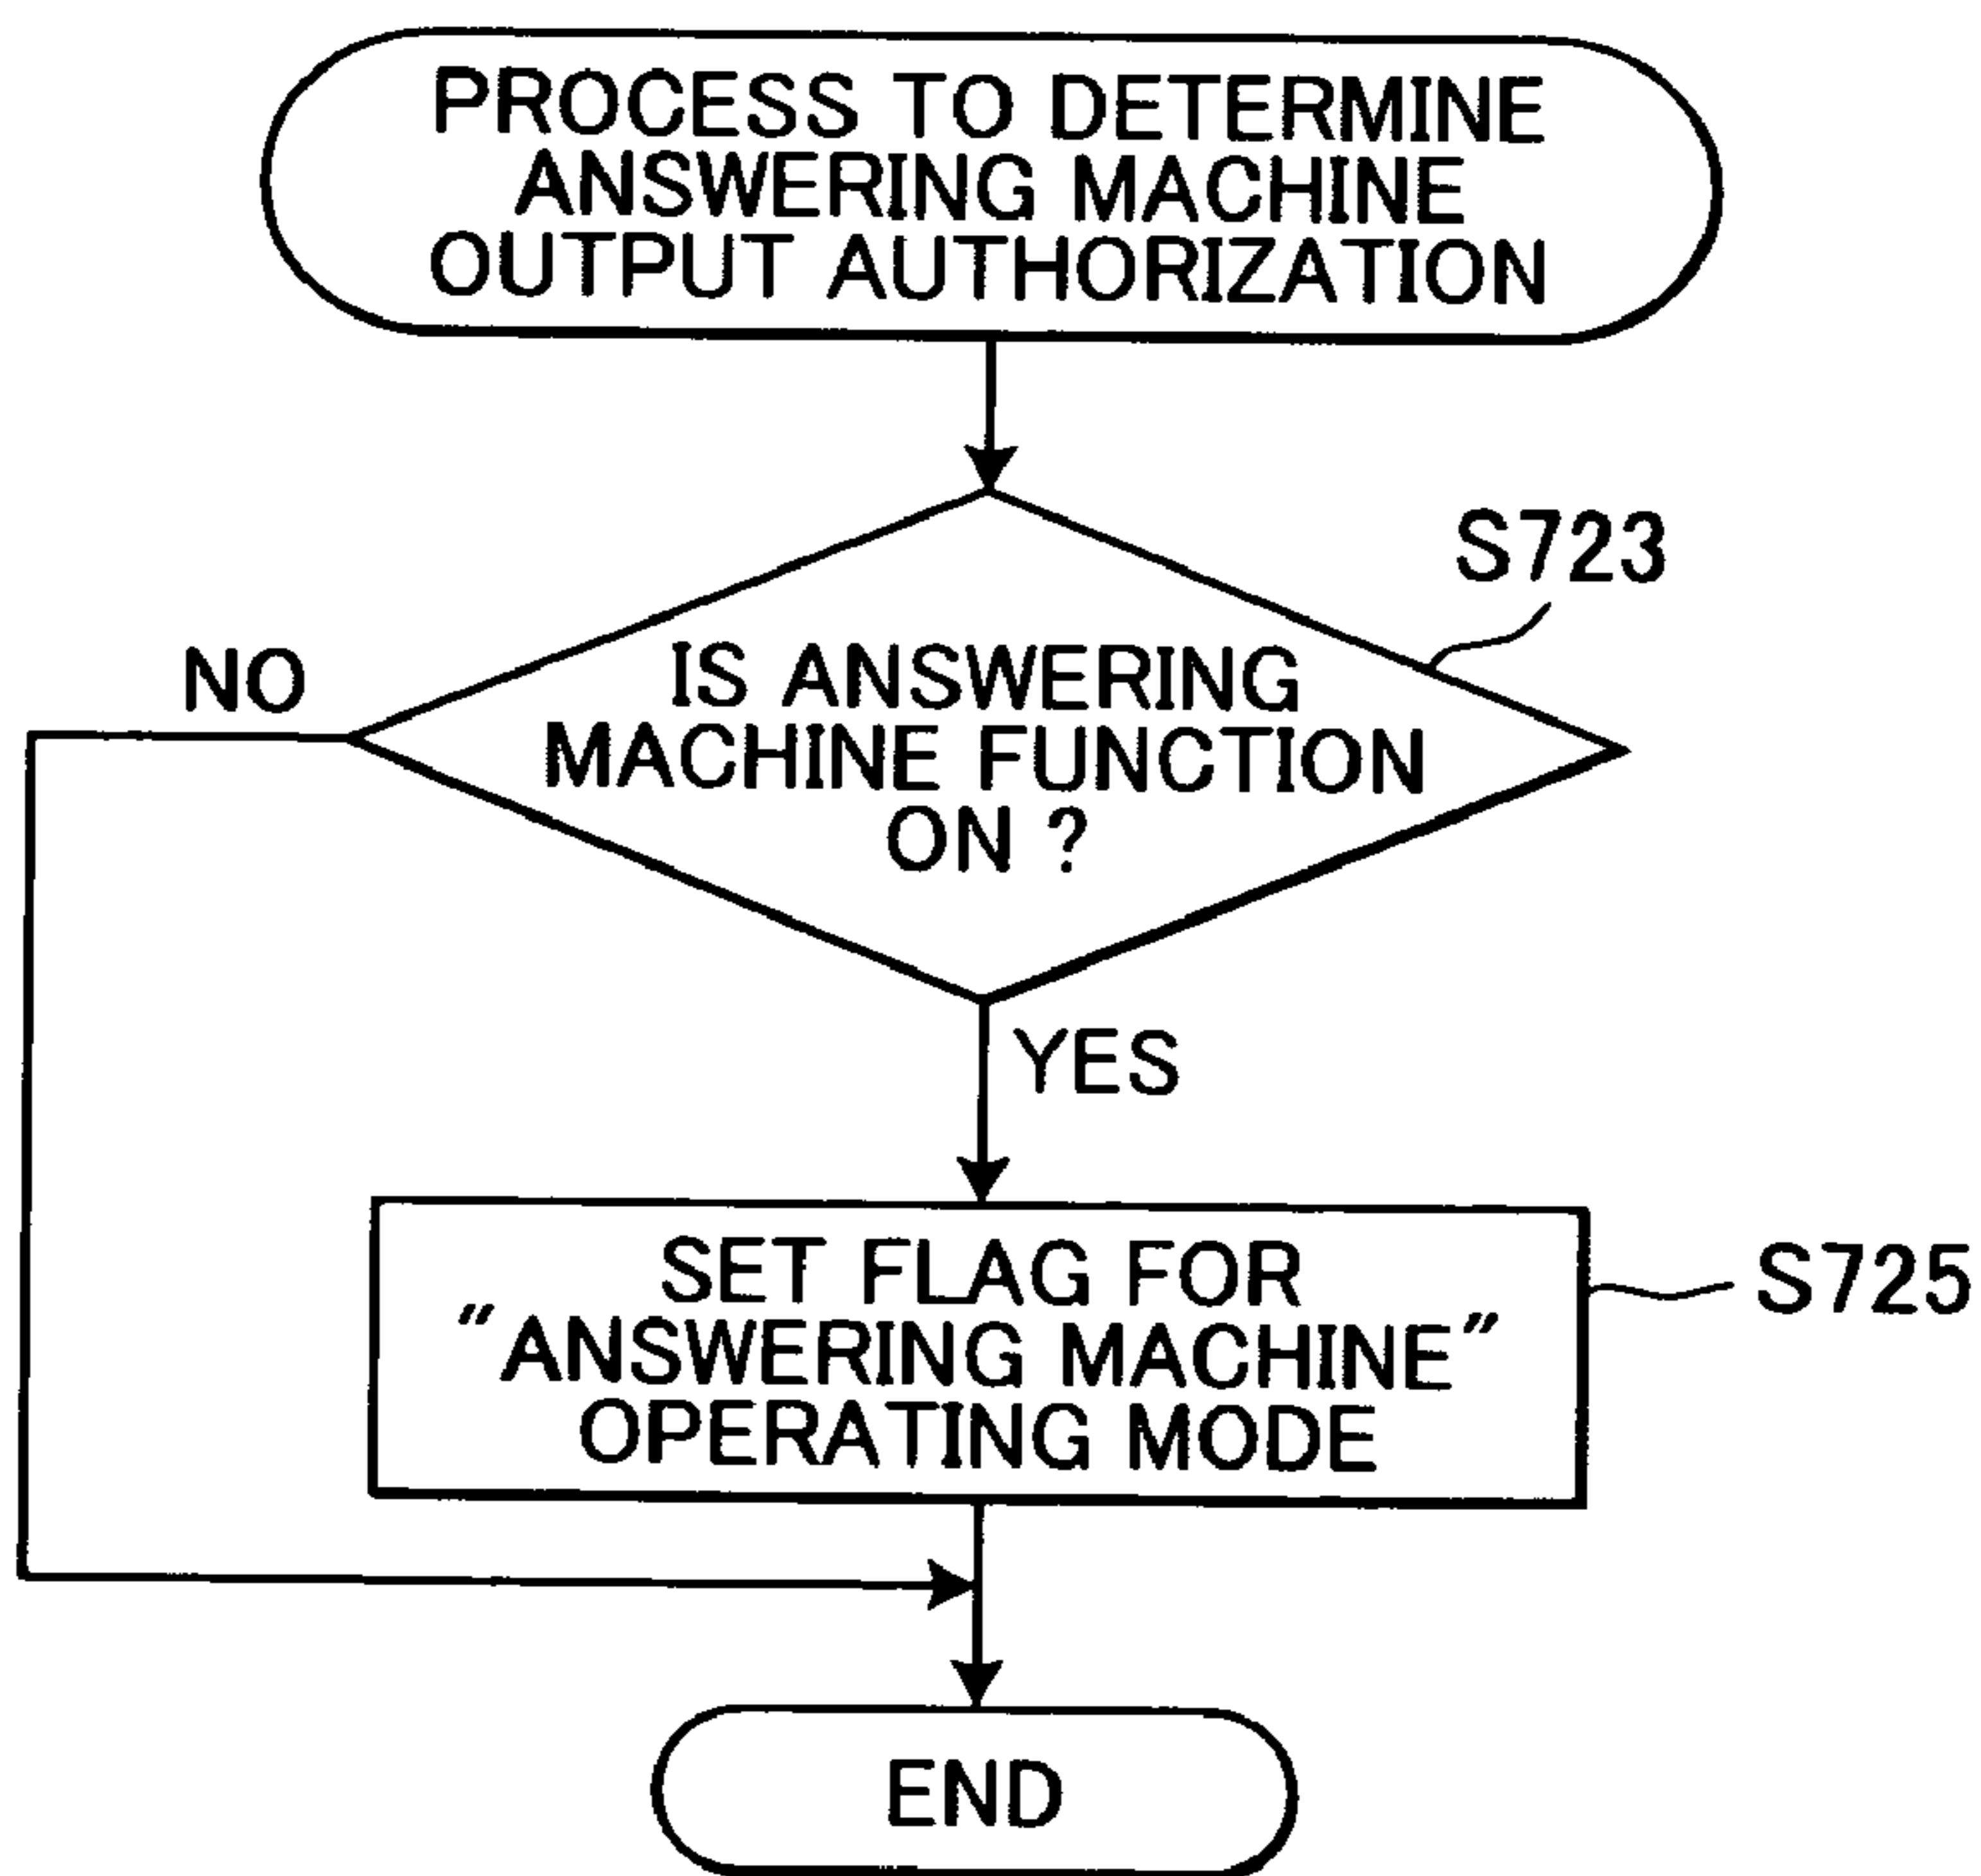 PROCESS TO DETERMINE
ANSWERING MACHINE
OUTPUT AUTHORIZATION
S723
NO
IS ANSWERING
MACHINE FUNCTION
ON ?
YES
SET FLAG FOR
"ANSWERING MACHINE"
OPERATING MODE
S725
END